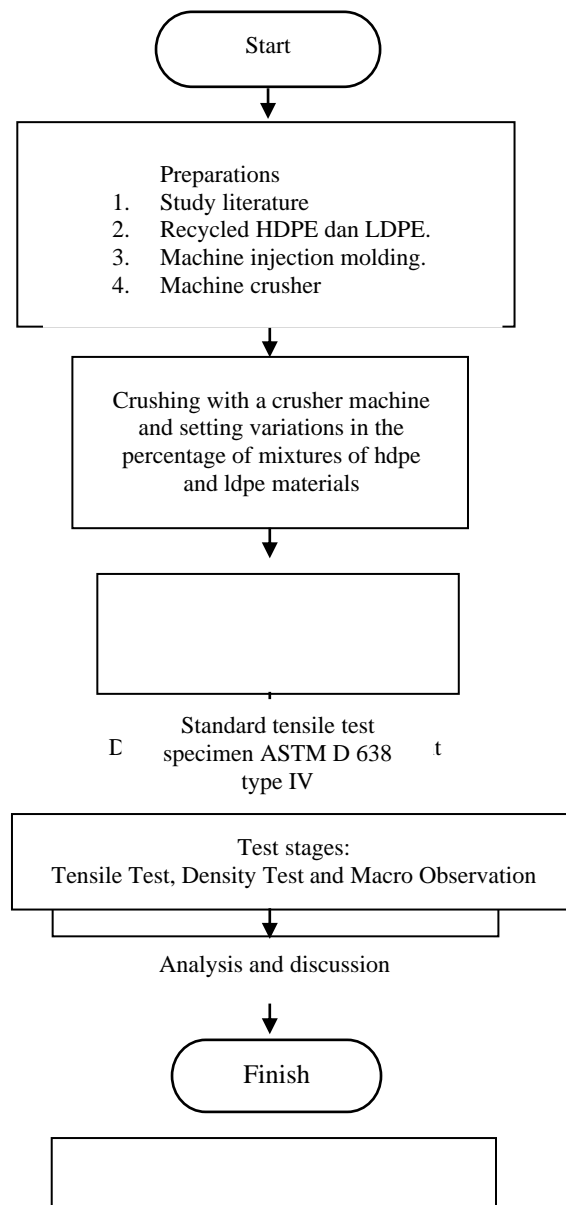 Start
Preparations
1. Study literature
2. Recycled HDPE dan LDPE.
3. Machine injection molding.
4. Machine crusher
Crushing with a crusher machine
and setting variations in the
percentage of mixtures of hdpe
and ldpe materials
Standard tensile test
specimen ASTM D 638
type IV
Test stages:
Tensile Test, Density Test and Macro Observation
Analysis and discussion
Finish